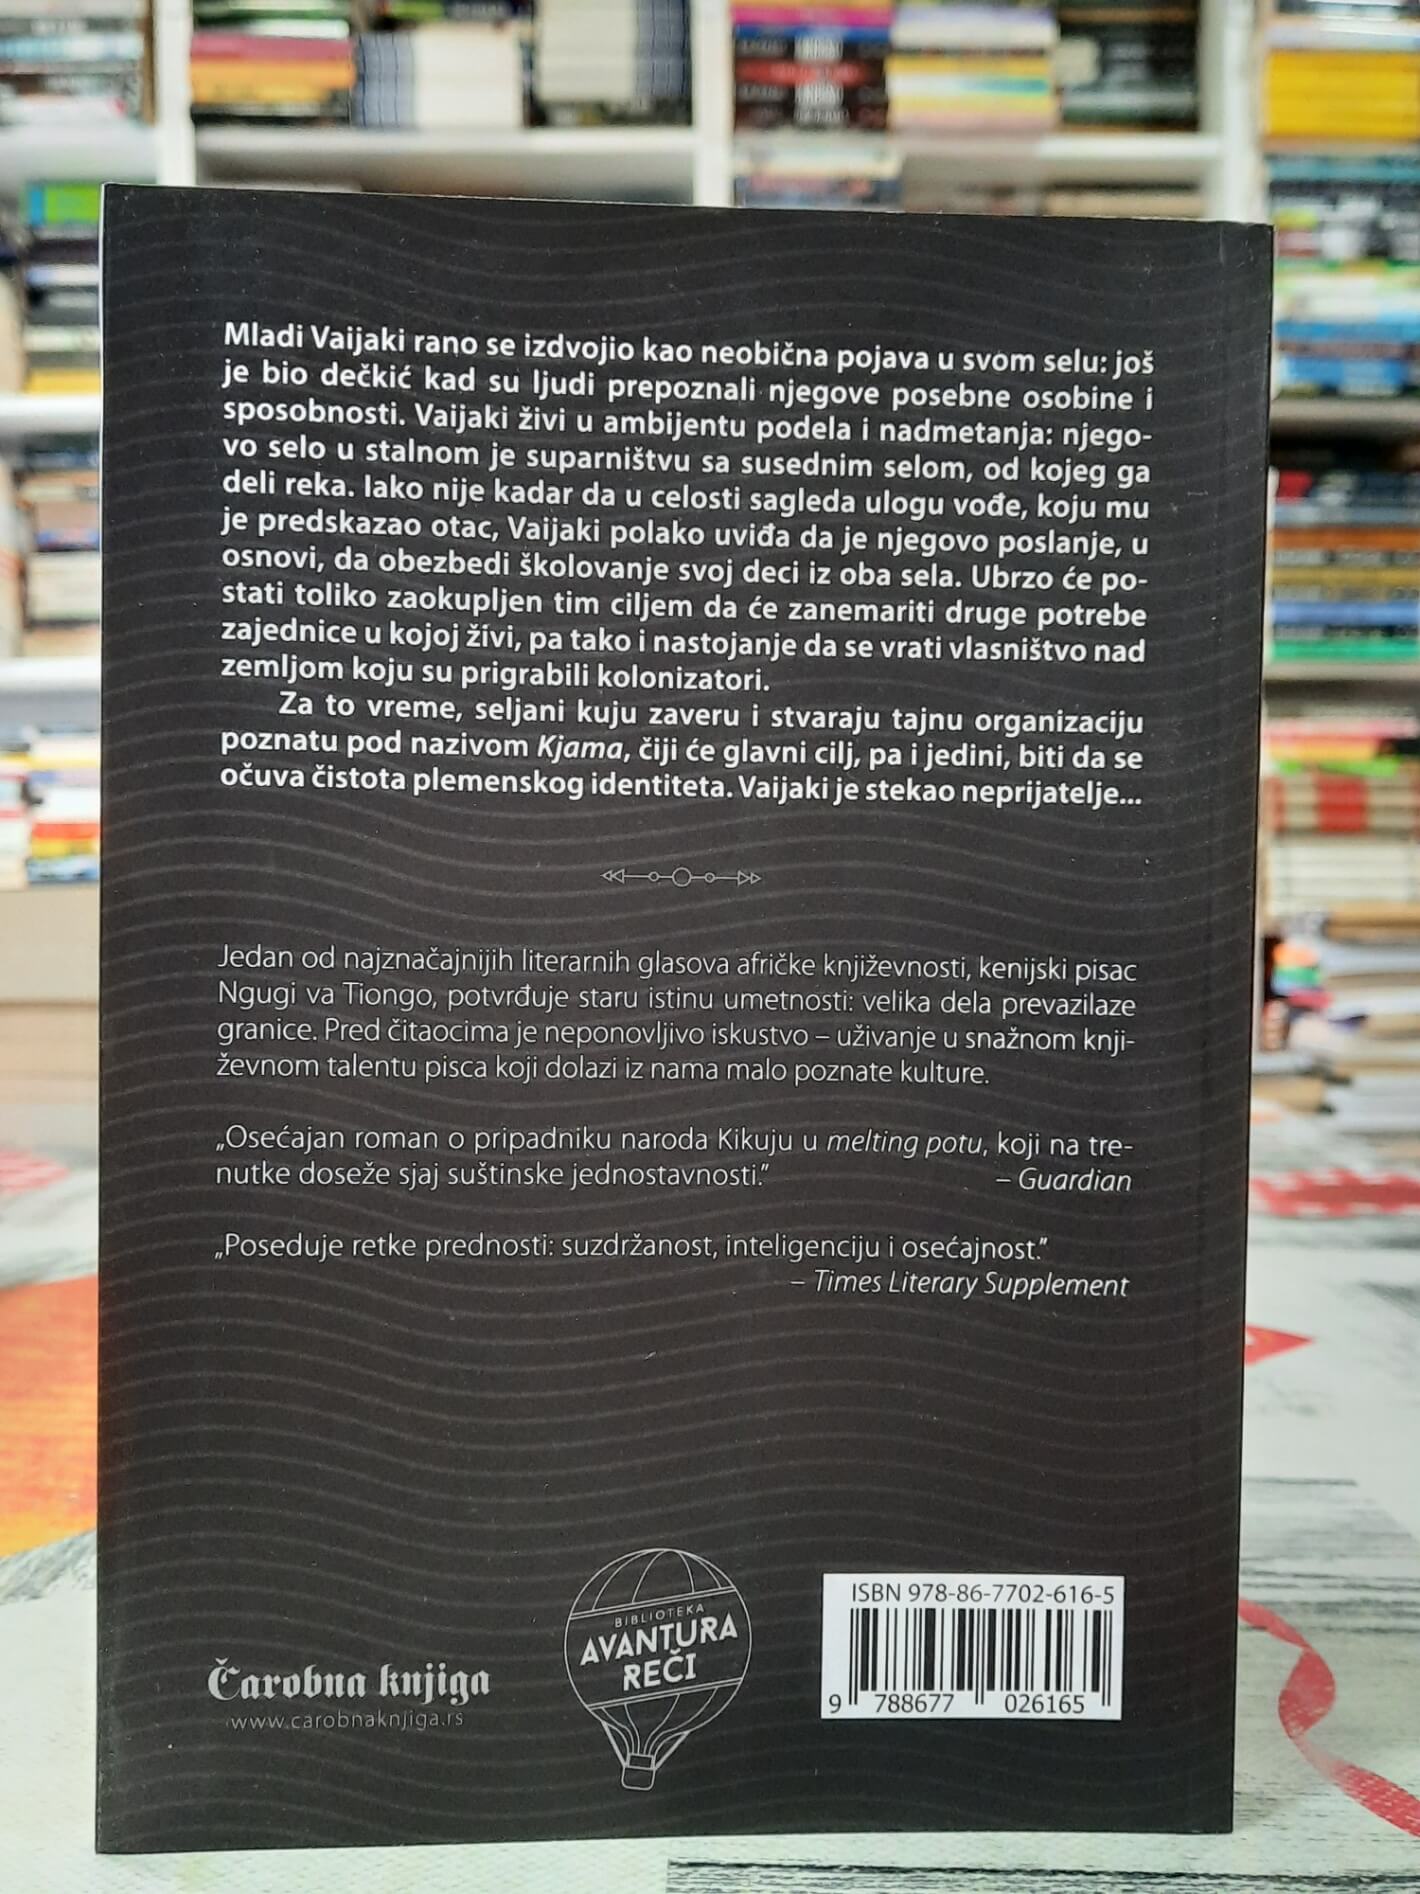 Mladi Vaijaki rano se izdvojio kao neobična pojava u svom selu: još
je bio dečkić kad su ljudi prepoznali njegove posebne osobine i
sposobnosti. Vaijaki živi u ambijentu podela i nadmetanja: njego-
vo selo u stalnom je suparništvu sa susednim selom, od kojeg ga
deli reka. Iako nije kadar da u celosti sagleda ulogu vođe, koju mu
je predskazao otac, Vaijaki polako uviđa da je njegovo poslanje, u
osnovi, da obezbedi školovanje svoj deci iz oba sela. Ubrzo će po-
stati toliko zaokupljen tim ciljem da će zanemariti druge potrebe
zajednice u kojoj živi, pa tako i nastojanje da se vrati vlasništvo nad
zemljom koju su prigrabili kolonizatori.
Za to vreme, seljani kuju zaveru i stvaraju tajnu organizaciju
poznatu pod nazivom Kjama, čiji će glavni cilj, pa i jedini, biti da se
očuva čistota plemenskog identiteta. Vaijaki je stekao neprijatelje...
Jedan od najznačajnijih literarnih glasova afričke književnosti, kenijski pisac
Ngugi va Tiongo, potvrđuje staru istinu umetnosti: velika dela prevazilaze
granice. Pred čitaocima je neponovljivo iskustvo – uživanje u snažnom knji-
ževnom talentu pisca koji dolazi iz nama malo poznate kulture.
„Osećajan roman o pripadniku naroda Kikuju u melting potu, koji na tre-
nutke doseže sjaj suštinske jednostavnosti.” – Guardian
„Poseduje retke prednosti: suzdržanost, inteligenciju i osećajnost.”
– Times Literary Supplement
Čarobna knjiga
www.carobnaknjiga.rs
BIBLIOTEKA
AVANTURA
REČI
ISBN 978-86-7702-616-5
9 788677 026165